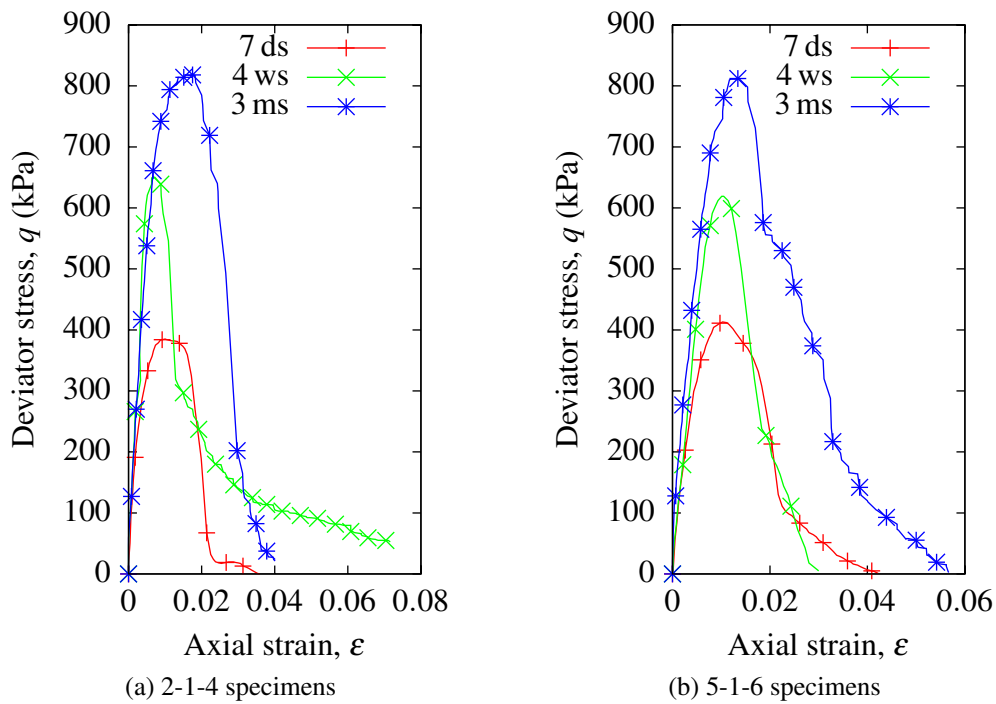 900
800
700
600
500
400
300
200
100
0
0 0.02 0.04 0.06 0.08
Deviator stress, q (kPa)
Axial strain, ε
7 ds
4 ws
3 ms
(a) 2-1-4 specimens
900
800
700
600
500
400
300
200
100
0
0 0.02 0.04 0.06
Deviator stress, q (kPa)
Axial strain, ε
7 ds
4 ws
3 ms
(b) 5-1-6 specimens